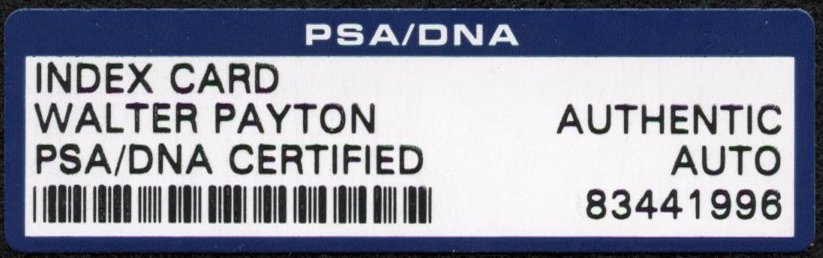 PSA/DNA
INDEX CARD
WALTER PAYTON AUTHENTIC
PSA/DNA CERTIFIED AUTO
83441996